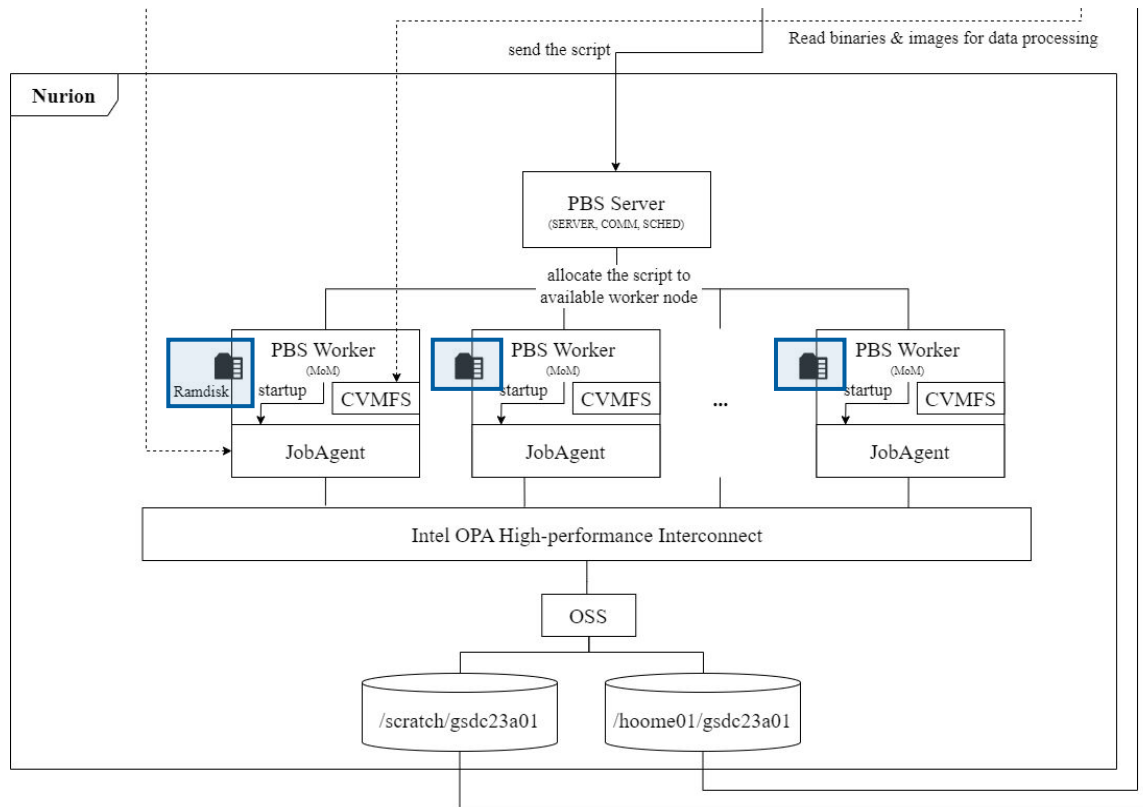 send the script
Read binaries & images for data processing
Nurion
PBS Server
(SERVER, COMM, SCHED)
allocate the script to
available worker node
PBS Worker
(MoM)
Ramdisk
startup
CVMFS
JobAgent
PBS Worker
(MoM)
startup
CVMFS
JobAgent
...
PBS Worker
(MoM)
startup
CVMFS
JobAgent
Intel OPA High-performance Interconnect
OSS
/scratch/gsdc23a01
/hoome01/gsdc23a01